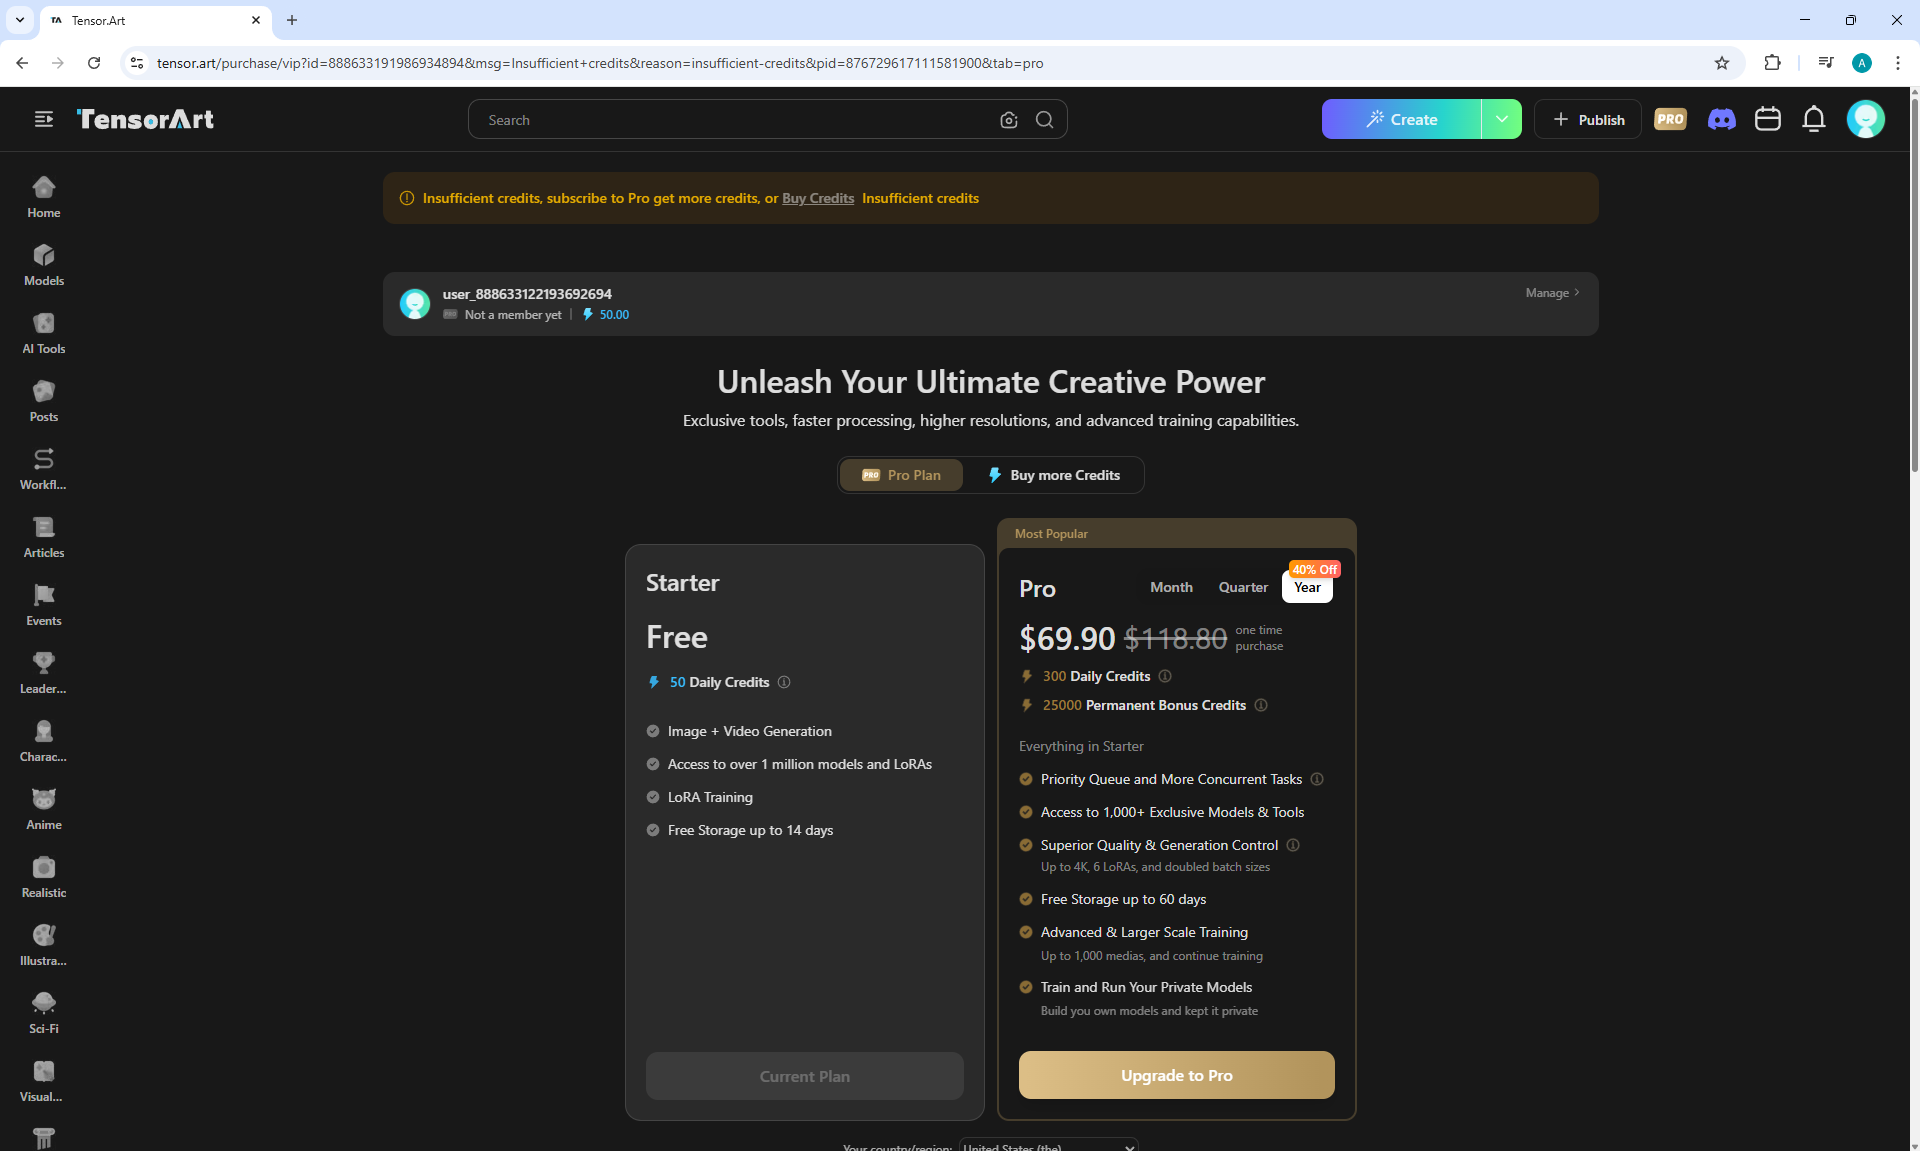 Tensor.Art
tensor.art/purchase/vip?id=888633191986934894&msg=Insufficient+credits&reason=insufficient-credits&pid=876729617111581900&tab=pro
A
TensorArt
Search
Create
Publish
PRO
Home
Models
AI Tools
Posts
Workfl...
Articles
Events
Leader...
Charac...
Anime
Realistic
Illustra...
Sci-Fi
Visual...
Insufficient credits, subscribe to Pro get more credits, or Buy Credits Insufficient credits
user_888633122193692694
Not a member yet | 50.00
Manage
Unleash Your Ultimate Creative Power
Exclusive tools, faster processing, higher resolutions, and advanced training capabilities.
PRO Pro Plan
Buy more Credits
Starter
Free
50 Daily Credits
Image + Video Generation
Access to over 1 million models and LoRAs
LoRA Training
Free Storage up to 14 days
Current Plan
Most Popular
40% Off
Pro Month Quarter Year
$69.90 $118.80 one time
purchase
300 Daily Credits
25000 Permanent Bonus Credits
Everything in Starter
Priority Queue and More Concurrent Tasks
Access to 1,000+ Exclusive Models & Tools
Superior Quality & Generation Control
Up to 4K, 6 LoRAs, and doubled batch sizes
Free Storage up to 60 days
Advanced & Larger Scale Training
Up to 1,000 medias, and continue training
Train and Run Your Private Models
Build you own models and kept it private
Upgrade to Pro
Your country/region: United States (the)